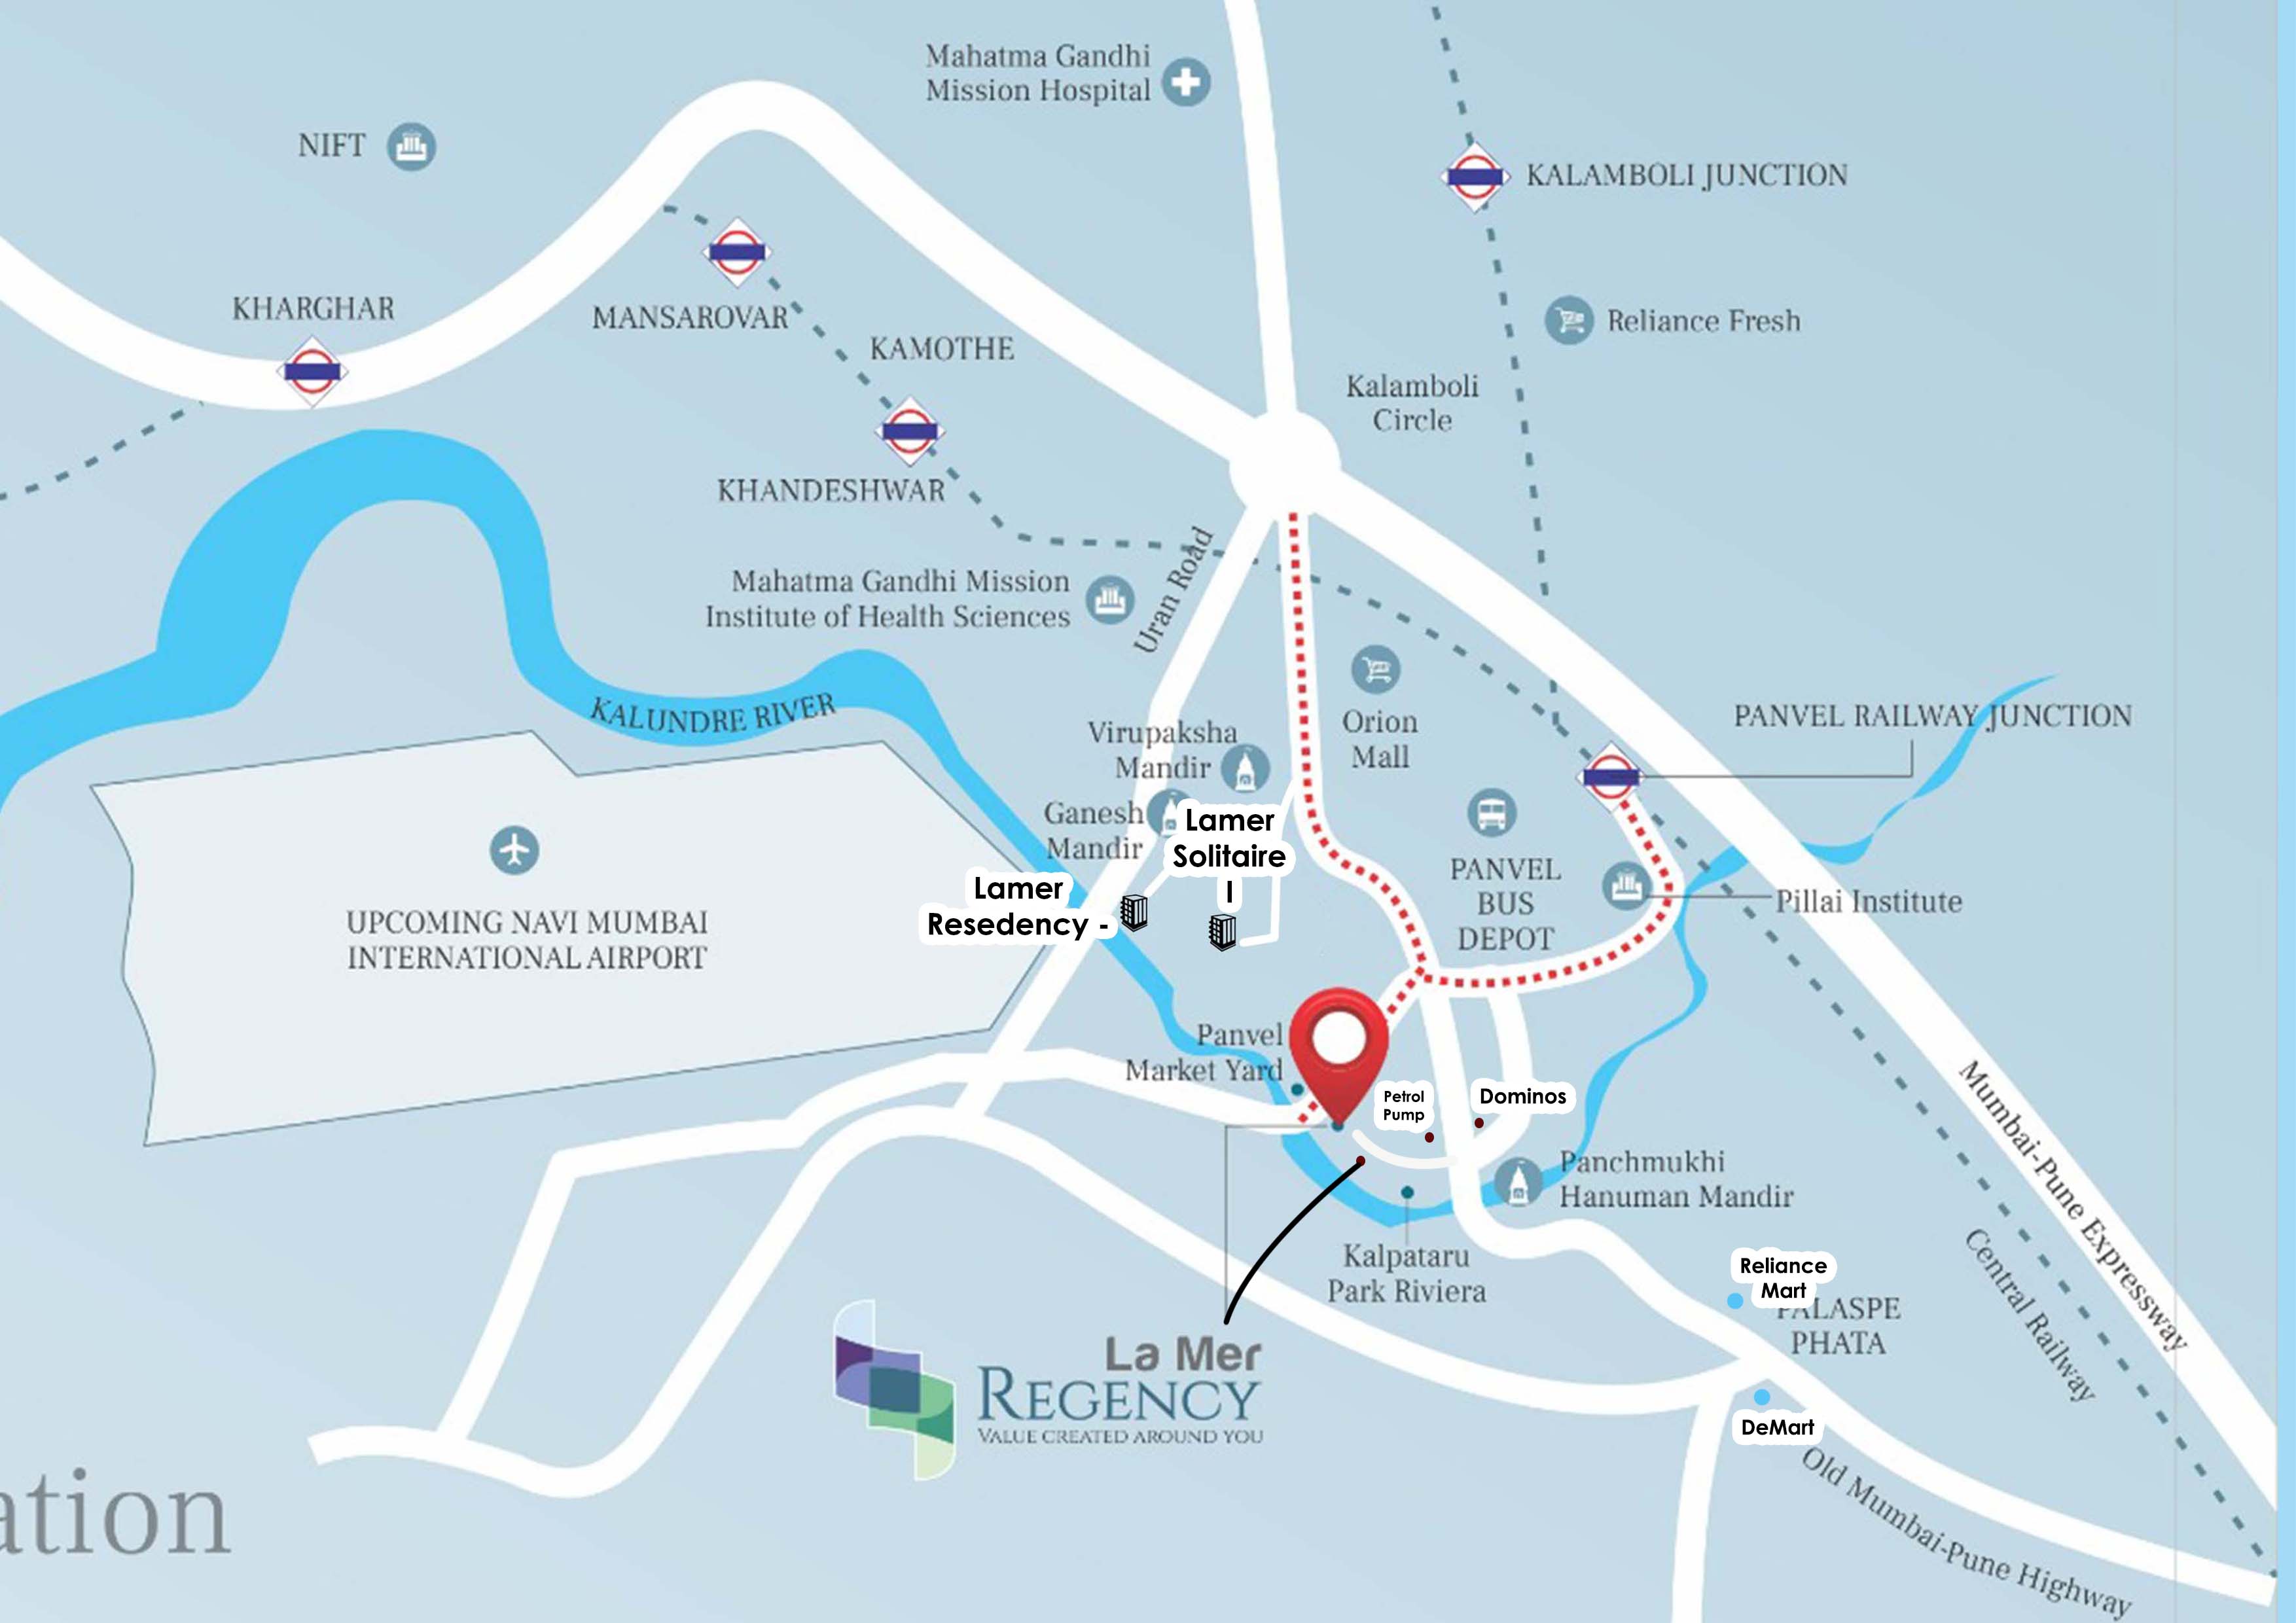 Mahatma Gandhi
Mission Hospital
NIFT
KALAMBOLI JUNCTION
KHARGHAR
MANSAROVAR
Reliance Fresh
KAMOTHE
Kalamboli
Circle
KHANDESHWAR
Uran Road
Mahatma Gandhi Mission
Institute of Health Sciences
KALUNDRE RIVER
Orion
Mall
PANVEL RAILWAY JUNCTION
Virupaksha
Mandir
Ganesh
Mandir
Lamer
Solitaire
I
Lamer
Resedency -
PANVEL
BUS
DEPOT
Pillai Institute
UPCOMING NAVI MUMBAI
INTERNATIONAL AIRPORT
Panvel
Market Yard
Petrol
Pump
Dominos
Mumbai-Pune Expressway
Panchmukhi
Hanuman Mandir
Kalpataru
Park Riviera
Central Railway
Reliance
Mart
PALASPE
PHATA
La Mer
REGENCY
VALUE CREATED AROUND YOU
DeMart
Old Mumbai-Pune Highway
ation